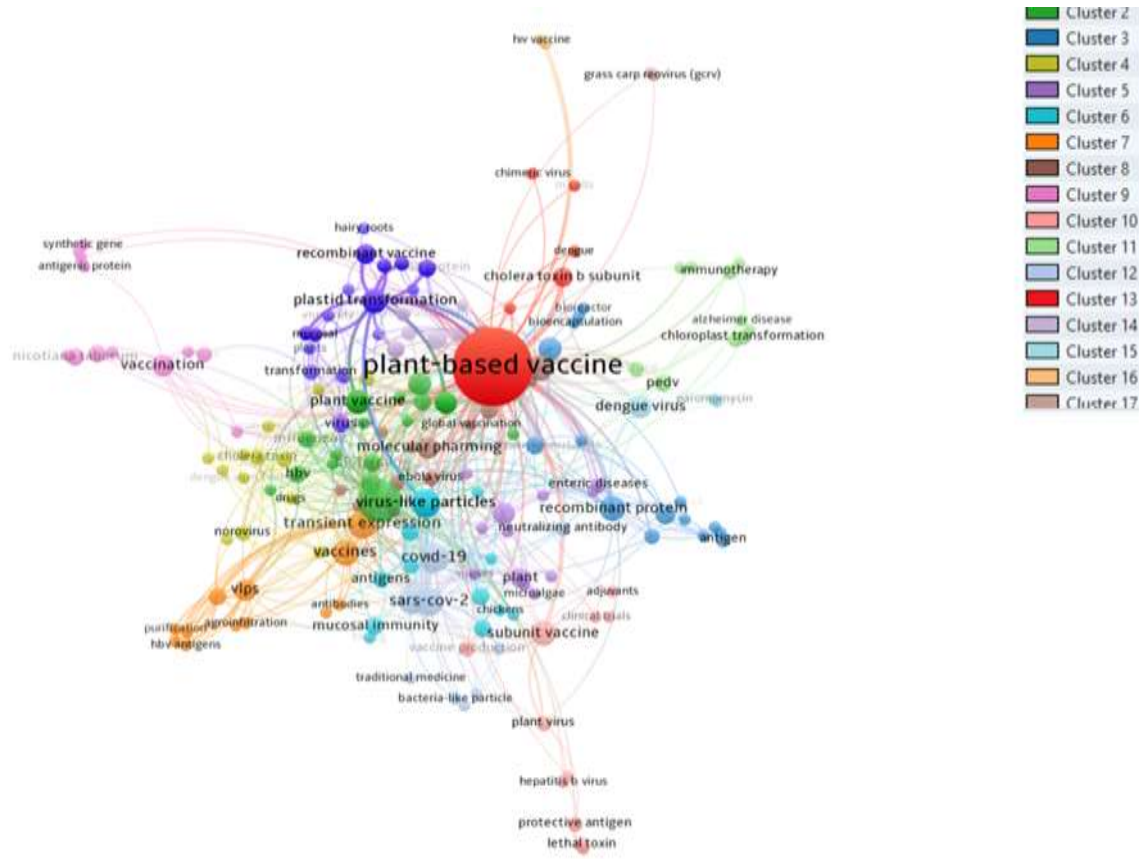 Cluster 2
hiv vaccine
Cluster 3
Cluster 4
grass carp reovirus (gcrv)
Cluster 5
Cluster 6
Cluster 7
chimeric virus
Cluster 8
Cluster 9
Cluster 10
hairy roots
synthetic gene
Cluster 11
recombinant vaccine
dengue
antigenic protein
protein
immunotherapy
Cluster 12
cholera toxin b subunit
Cluster 13
plastid transformation
bioreactor
bioencapsulation
alzheimer disease
Cluster 14
mucosal
chloroplast transformation
plants
Cluster 15
nicotiana tabacum
vaccination
transformation
plant-based vaccine
Cluster 16
pedv
plant vaccine
dengue virus
Cluster 17
virus
global vaccination
molecular pharming
cholera toxin
hbv
ebola virus
enteric diseases
drugs
virus-like particles
recombinant protein
transient expression
neutralizing antibody
norovirus
antigen
vaccines
covid-19
antigens
plant
vlps
microalgae
adjuvants
antibodies
sars-cov-2
chickens
clinical trials
purification
agroinfiltration
mucosal immunity
subunit vaccine
hbv antigens
vaccine production
traditional medicine
bacteria-like particle
plant virus
hepatitis b virus
protective antigen
lethal toxin